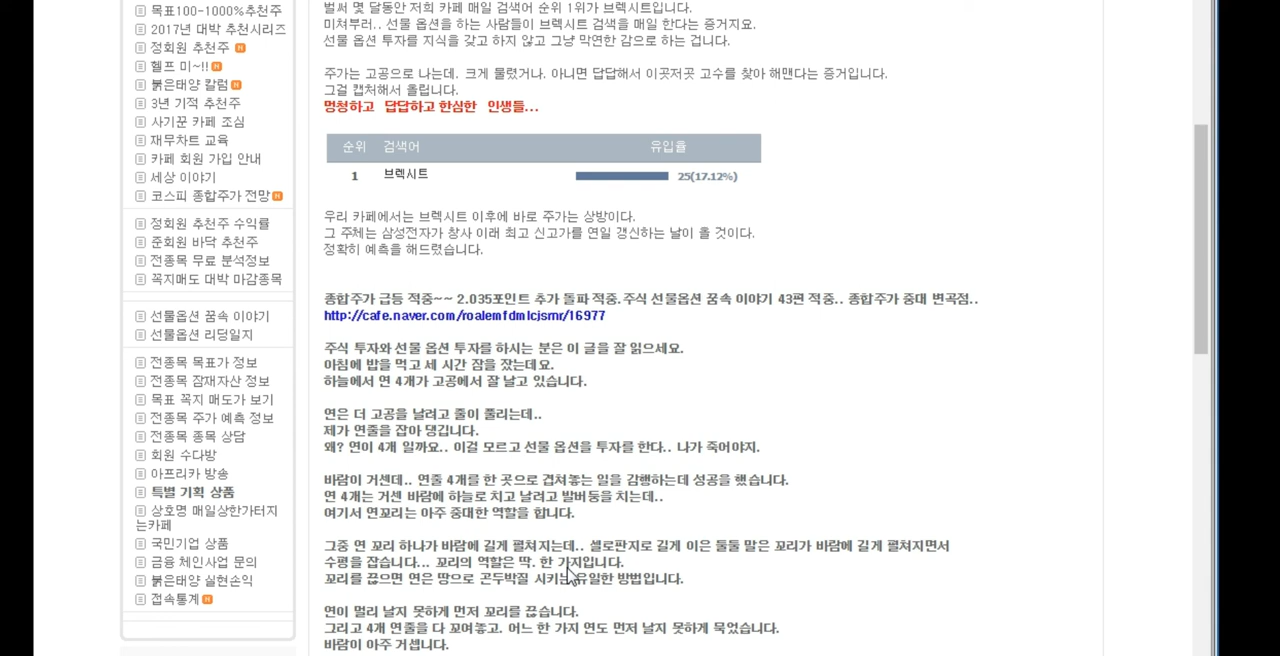 목표100-1000%추천주
2017년 대박 추천시리즈
정회원 추천주 N
헬프 미~!! N
붉은태양 칼럼 N
3년 기적 추천주
사기꾼 카페 조심
재무차트 교육
카페 회원 가입 안내
세상 이야기
코스피 종합주가 전망 N
정회원 추천주 수익률
준회원 바닥 추천주
전종목 무료 분석정보
꼭지매도 대박 마감종목
선물옵션 꿈속 이야기
선물옵션 리딩일지
전종목 목표가 정보
전종목 잠재자산 정보
목표 꼭지 매도가 보기
전종목 주가 예측 정보
전종목 종목 상담
회원 수다방
아프리카 방송
특별 기획 상품
상호명 매일상한가터지
는카페
국민기업 상품
금융 체인사업 문의
붉은태양 실현손익
접속통계 N
벌써 몇 달동안 저희 카페 매일 검색어 순위 1위가 브렉시트입니다.
미쳐부러.. 선물 옵션을 하는 사람들이 브렉시트 검색을 매일 한다는 증거지요.
선물 옵션 투자를 지식을 갖고 하지 않고 그냥 막연한 감으로 하는 겁니다.
주가는 고공으로 나는데. 크게 물렸거나. 아니면 답답해서 이곳저곳 고수를 찾아 해맨다는 증거입니다.
그걸 캡처해서 올립니다.
멍청하고 답답하고 한심한 인생들...
순위 검색어 유입률
1 브렉시트 25(17.12%)
우리 카페에서는 브렉시트 이후에 바로 주가는 상방이다.
그 주체는 삼성전자가 창사 이래 최고 신고가를 연일 갱신하는 날이 올 것이다.
정확히 예측을 해드렸습니다.
종합주가 급등 적중~~ 2.035포인트 추가 돌파 적중.주식 선물옵션 꿈속 이야기 43편 적중.. 종합주가 중대 변곡점..
http://cafe.naver.com/roalemfdmlcjsrnr/16977
주식 투자와 선물 옵션 투자를 하시는 분은 이 글을 잘 읽으세요.
아침에 밥을 먹고 세 시간 잠을 잤는데요.
하늘에서 연 4개가 고공에서 잘 날고 있습니다.
연은 더 고공을 날려고 줄이 풀리는데..
제가 연줄을 잡아 댕깁니다.
왜? 연이 4개 일까요.. 이걸 모르고 선물 옵션을 투자를 한다.. 나가 죽어야지.
바람이 거센데.. 연줄 4개를 한 곳으로 겹쳐놓는 일을 감행하는데 성공을 했습니다.
연 4개는 거센 바람에 하늘로 치고 날려고 발버둥을 치는데..
여기서 연꼬리는 아주 중대한 역할을 합니다.
그중 연 꼬리 하나가 바람에 길게 펼쳐지는데.. 셀로판지로 길게 이은 둘둘 말은 꼬리가 바람에 길게 펼쳐지면서
수평을 잡습니다... 꼬리의 역할은 딱. 한 가지입니다.
꼬리를 끊으면 연은 땅으로 곤두박질 시키는 유일한 방법입니다.
연이 멀리 날지 못하게 먼저 꼬리를 끊습니다.
그리고 4개 연줄을 다 꼬여놓고. 어느 한 가지 연도 먼저 날지 못하게 묶었습니다.
바람이 아주 거셉니다.